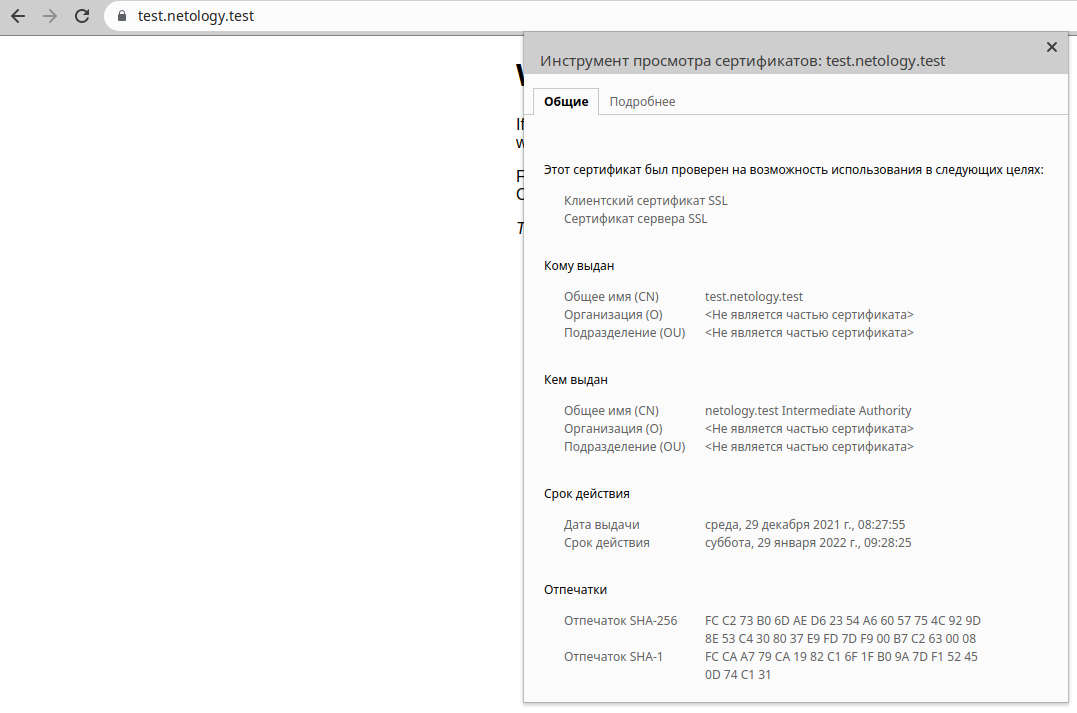 test.netology.test
Инструмент просмотра сертификатов: test.netology.test
Общие Подробнее
If
F
T
Этот сертификат был проверен на возможность использования в следующих целях:
Клиентский сертификат SSL
Сертификат сервера SSL
Кому выдан
Общее имя (CN) test.netology.test
Организация (O) <Не является частью сертификата>
Подразделение (OU) <Не является частью сертификата>
Кем выдан
Общее имя (CN) netology.test Intermediate Authority
Организация (O) <Не является частью сертификата>
Подразделение (OU) <Не является частью сертификата>
Срок действия
Дата выдачи среда, 29 декабря 2021 г., 08:27:55
Срок действия суббота, 29 января 2022 г., 09:28:25
Отпечатки
Отпечаток SHA-256 FC C2 73 B0 6D AE D6 23 54 A6 60 57 75 4C 92 9D
8E 53 C4 30 80 37 E9 FD 7D F9 00 B7 C2 63 00 08
Отпечаток SHA-1 FC CA A7 79 CA 19 82 C1 6F 1F B0 9A 7D F1 52 45
0D 74 C1 31